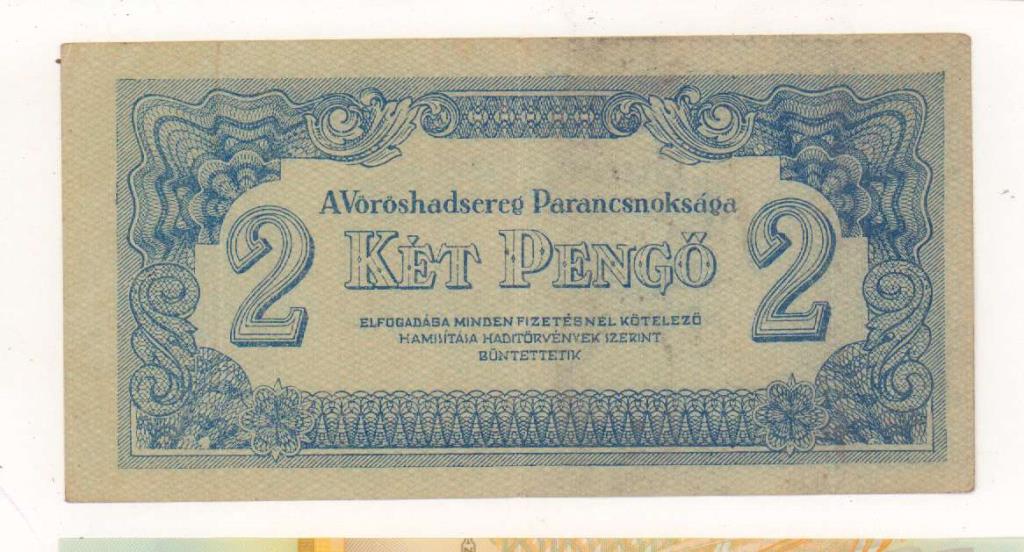 A Vöröshadsereg Parancsnoksága
2 KÉT PENGŐ 2
ELFOGADÁSA MINDEN FIZETÉSNÉL KÖTELEZŐ
HAMISÍTÁSA HADITÖRVÉNYEK SZERINT
BÜNTETTETIK